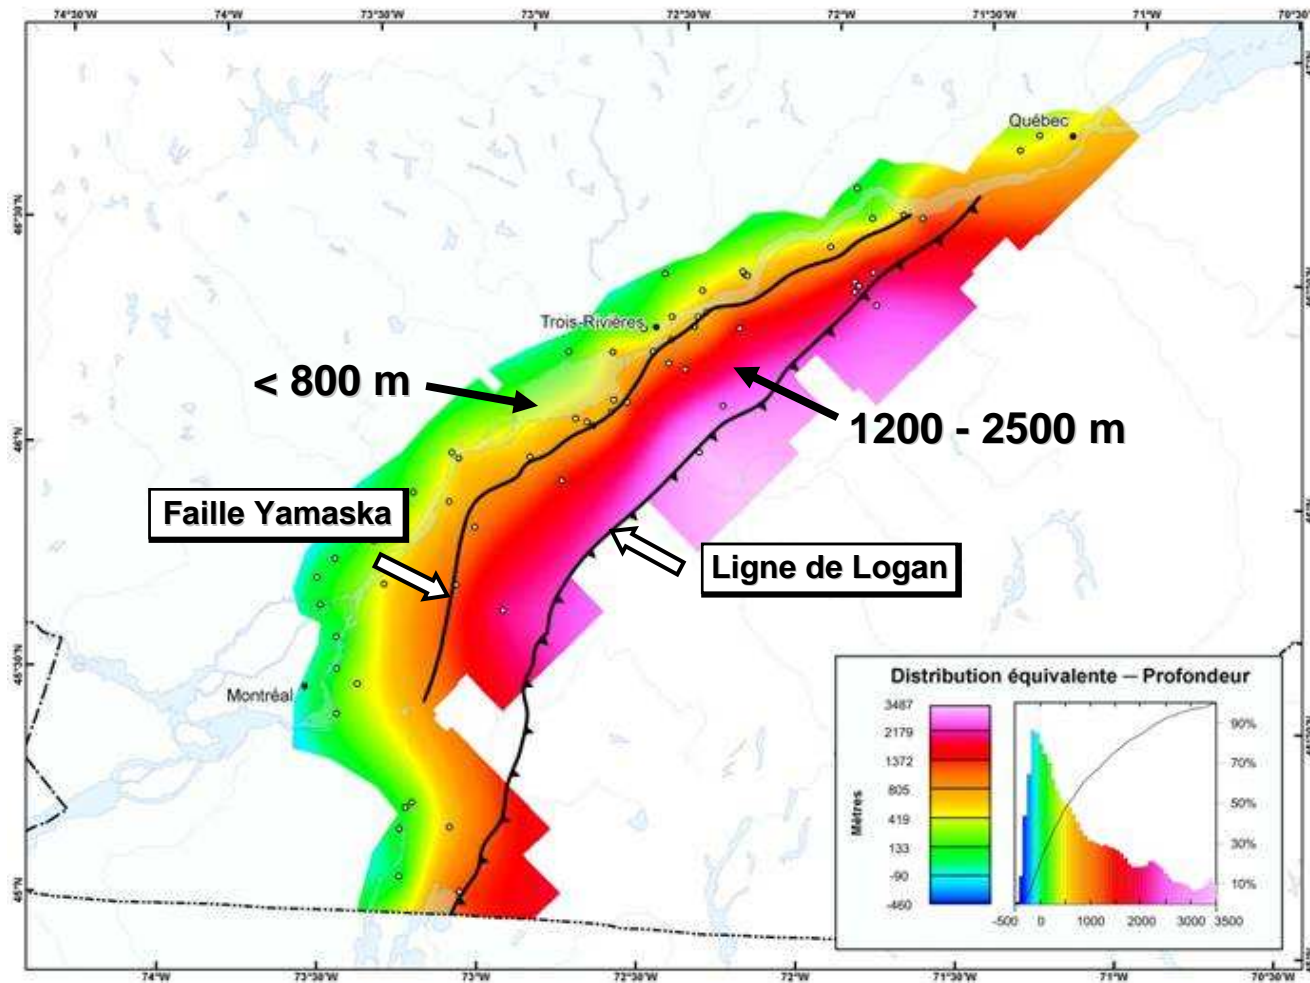 74°30'W 74°W 73°30'W 73°W 72°30'W 72°W 71°30'W 71°W
Québec
Trois-Rivières
< 800 m
1200 - 2500 m
Faille Yamaska
Ligne de Logan
Montréal
46°N
45°30'N
45°N
Distribution équivalente — Profondeur
Mètres
3487
2179
1372
805
419
133
-90
-460
90%
70%
50%
30%
10%
-500 0 1000 2000 3000 3500
74°W 73°30'W 73°W 72°30'W 72°W 71°30'W 71°W 70°30'W